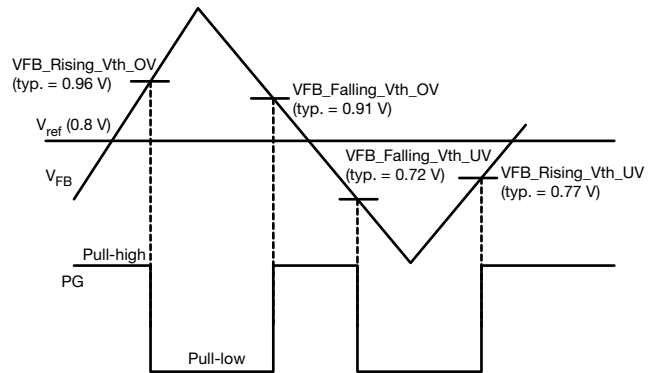 VFB_Rising_Vth_OV
(typ. = 0.96 V)
VFB_Falling_Vth_OV
(typ. = 0.91 V)
Vref (0.8 V)
VFB_Falling_Vth_UV
(typ. = 0.72 V)
VFB_Rising_Vth_UV
(typ. = 0.77 V)
VFB
Pull-high
PG
Pull-low